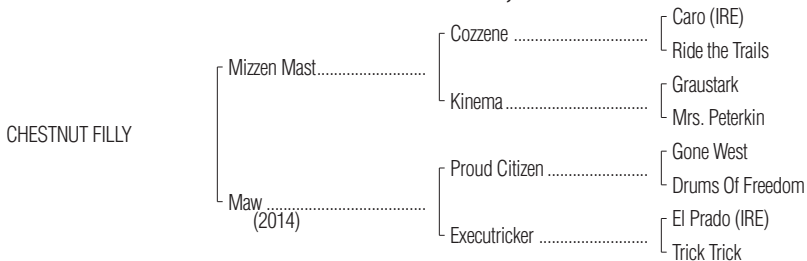 Caro (IRE)
Cozzene ..................................
Ride the Trails
Mizzen Mast...........................
Graustark
Kinema....................................
Mrs. Peterkin
CHESTNUT FILLY
Gone West
Proud Citizen .........................
Drums Of Freedom
Maw .................................
(2014)
El Prado (IRE)
Executricker ...........................
Trick Trick